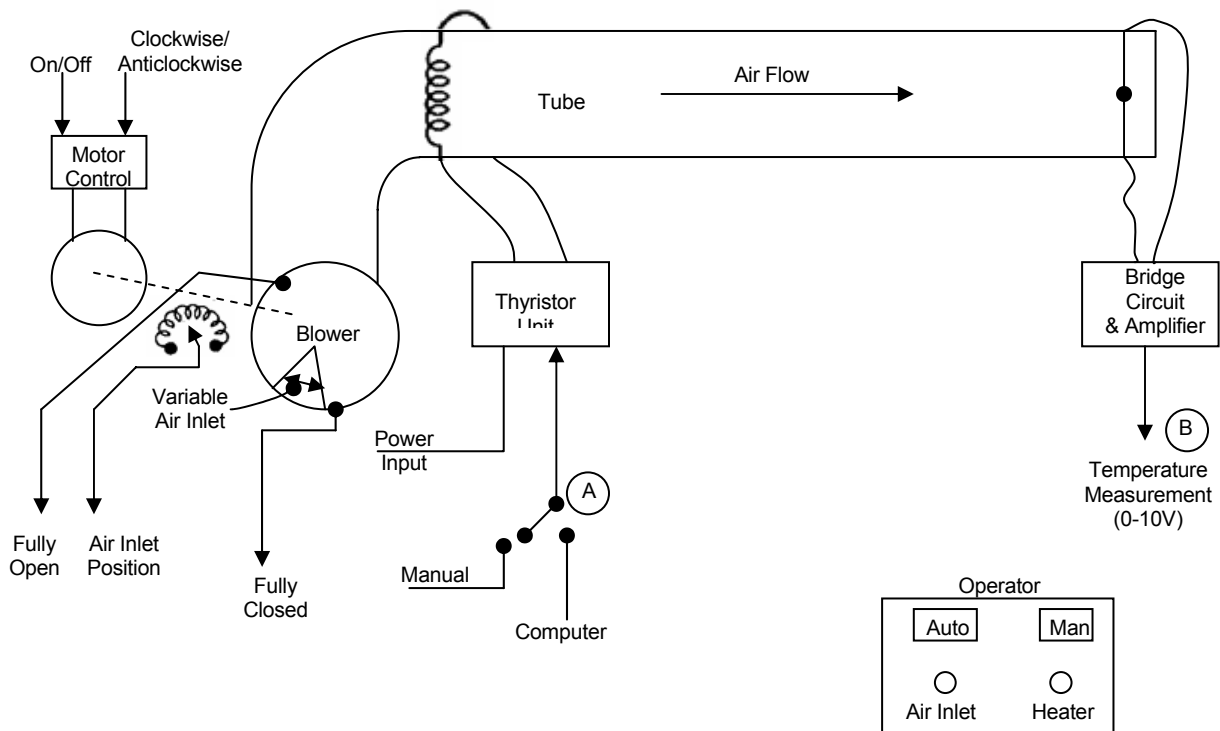 Clockwise/
Anticlockwise
On/Off
Motor
Control
Air Flow
Tube
Thyristor
Unit
Bridge
Circuit
& Amplifier
Blower
Variable
Air Inlet
Power
Input
A
B
Temperature
Measurement
(0-10V)
Fully
Open
Air Inlet
Position
Fully
Closed
Manual
Computer
Operator
Auto
Man
Air Inlet
Heater